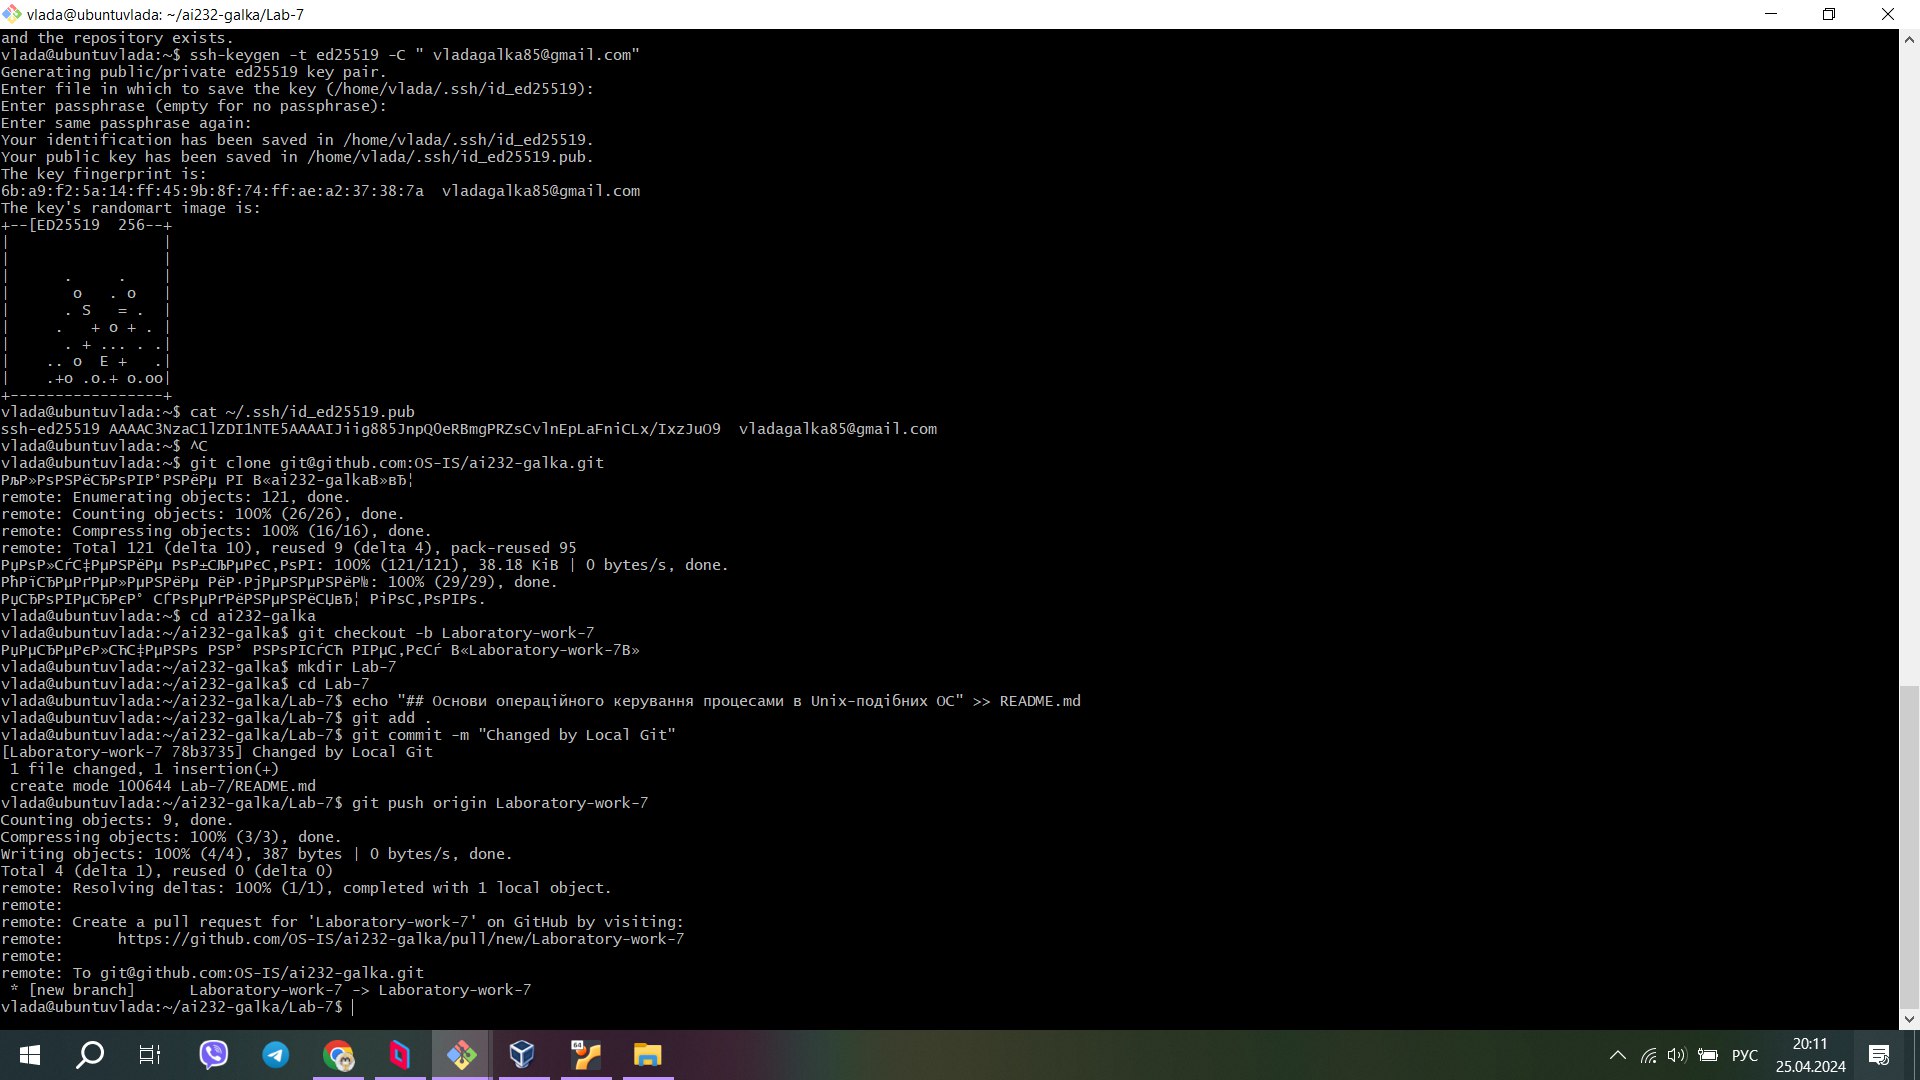 vlada@ubuntuvlada: ~/ai232-galka/Lab-7
and the repository exists.
vlada@ubuntuvlada:~$ ssh-keygen -t ed25519 -C " vladagalka85@gmail.com"
Generating public/private ed25519 key pair.
Enter file in which to save the key (/home/vlada/.ssh/id_ed25519):
Enter passphrase (empty for no passphrase):
Enter same passphrase again:
Your identification has been saved in /home/vlada/.ssh/id_ed25519.
Your public key has been saved in /home/vlada/.ssh/id_ed25519.pub.
The key fingerprint is:
6b:a9:f2:5a:14:ff:45:9b:8f:74:ff:ae:a2:37:38:7a  vladagalka85@gmail.com
The key's randomart image is:
+--[ED25519  256--+
|                 |
|                 |
|      .     .    |
|       o   . o   |
|      . S   = .  |
|     .   + o + . |
|      . + ... . .|
|    .. o  E +   .|
|    .+o .o.+ o.oo|
+-----------------+
vlada@ubuntuvlada:~$ cat ~/.ssh/id_ed25519.pub
ssh-ed25519 AAAAC3NzaC1lZDI1NTE5AAAAIJiig885JnpQ0eRBmgPRZsCvlnEpLaFniCLx/IxzJuO9  vladagalka85@gmail.com
vlada@ubuntuvlada:~$ ^C
vlada@ubuntuvlada:~$ git clone git@github.com:OS-IS/ai232-galka.git
РљР»РѕРЅРёСЂРѕРІР°РЅРёРµ РІ В«ai232-galkaВ»вЂ¦
remote: Enumerating objects: 121, done.
remote: Counting objects: 100% (26/26), done.
remote: Compressing objects: 100% (16/16), done.
remote: Total 121 (delta 10), reused 9 (delta 4), pack-reused 95
РџРѕР»СѓС‡РµРЅРёРµ РѕР±СЉРµРєС‚РѕРІ: 100% (121/121), 38.18 KiB | 0 bytes/s, done.
РћРїСЂРµРґРµР»РµРЅРёРµ РёР·РјРµРЅРµРЅРёР№: 100% (29/29), done.
РџСЂРѕРІРµСЂРєР° СЃРѕРµРґРёРЅРµРЅРёСЏвЂ¦ РіРѕС‚РѕРІРѕ.
vlada@ubuntuvlada:~$ cd ai232-galka
vlada@ubuntuvlada:~/ai232-galka$ git checkout -b Laboratory-work-7
РџРµСЂРµРєР»СЋС‡РµРЅРѕ РЅР° РЅРѕРІСѓСЋ РІРµС‚РєСѓ В«Laboratory-work-7В»
vlada@ubuntuvlada:~/ai232-galka$ mkdir Lab-7
vlada@ubuntuvlada:~/ai232-galka$ cd Lab-7
vlada@ubuntuvlada:~/ai232-galka/Lab-7$ echo "## Основи операційного керування процесами в Unix-подібних ОС" >> README.md
vlada@ubuntuvlada:~/ai232-galka/Lab-7$ git add .
vlada@ubuntuvlada:~/ai232-galka/Lab-7$ git commit -m "Changed by Local Git"
[Laboratory-work-7 78b3735] Changed by Local Git
 1 file changed, 1 insertion(+)
 create mode 100644 Lab-7/README.md
vlada@ubuntuvlada:~/ai232-galka/Lab-7$ git push origin Laboratory-work-7
Counting objects: 9, done.
Compressing objects: 100% (3/3), done.
Writing objects: 100% (4/4), 387 bytes | 0 bytes/s, done.
Total 4 (delta 1), reused 0 (delta 0)
remote: Resolving deltas: 100% (1/1), completed with 1 local object.
remote:
remote: Create a pull request for 'Laboratory-work-7' on GitHub by visiting:
remote:      https://github.com/OS-IS/ai232-galka/pull/new/Laboratory-work-7
remote:
remote: To git@github.com:OS-IS/ai232-galka.git
 * [new branch]      Laboratory-work-7 -> Laboratory-work-7
vlada@ubuntuvlada:~/ai232-galka/Lab-7$
64
РУС
20:11
25.04.2024